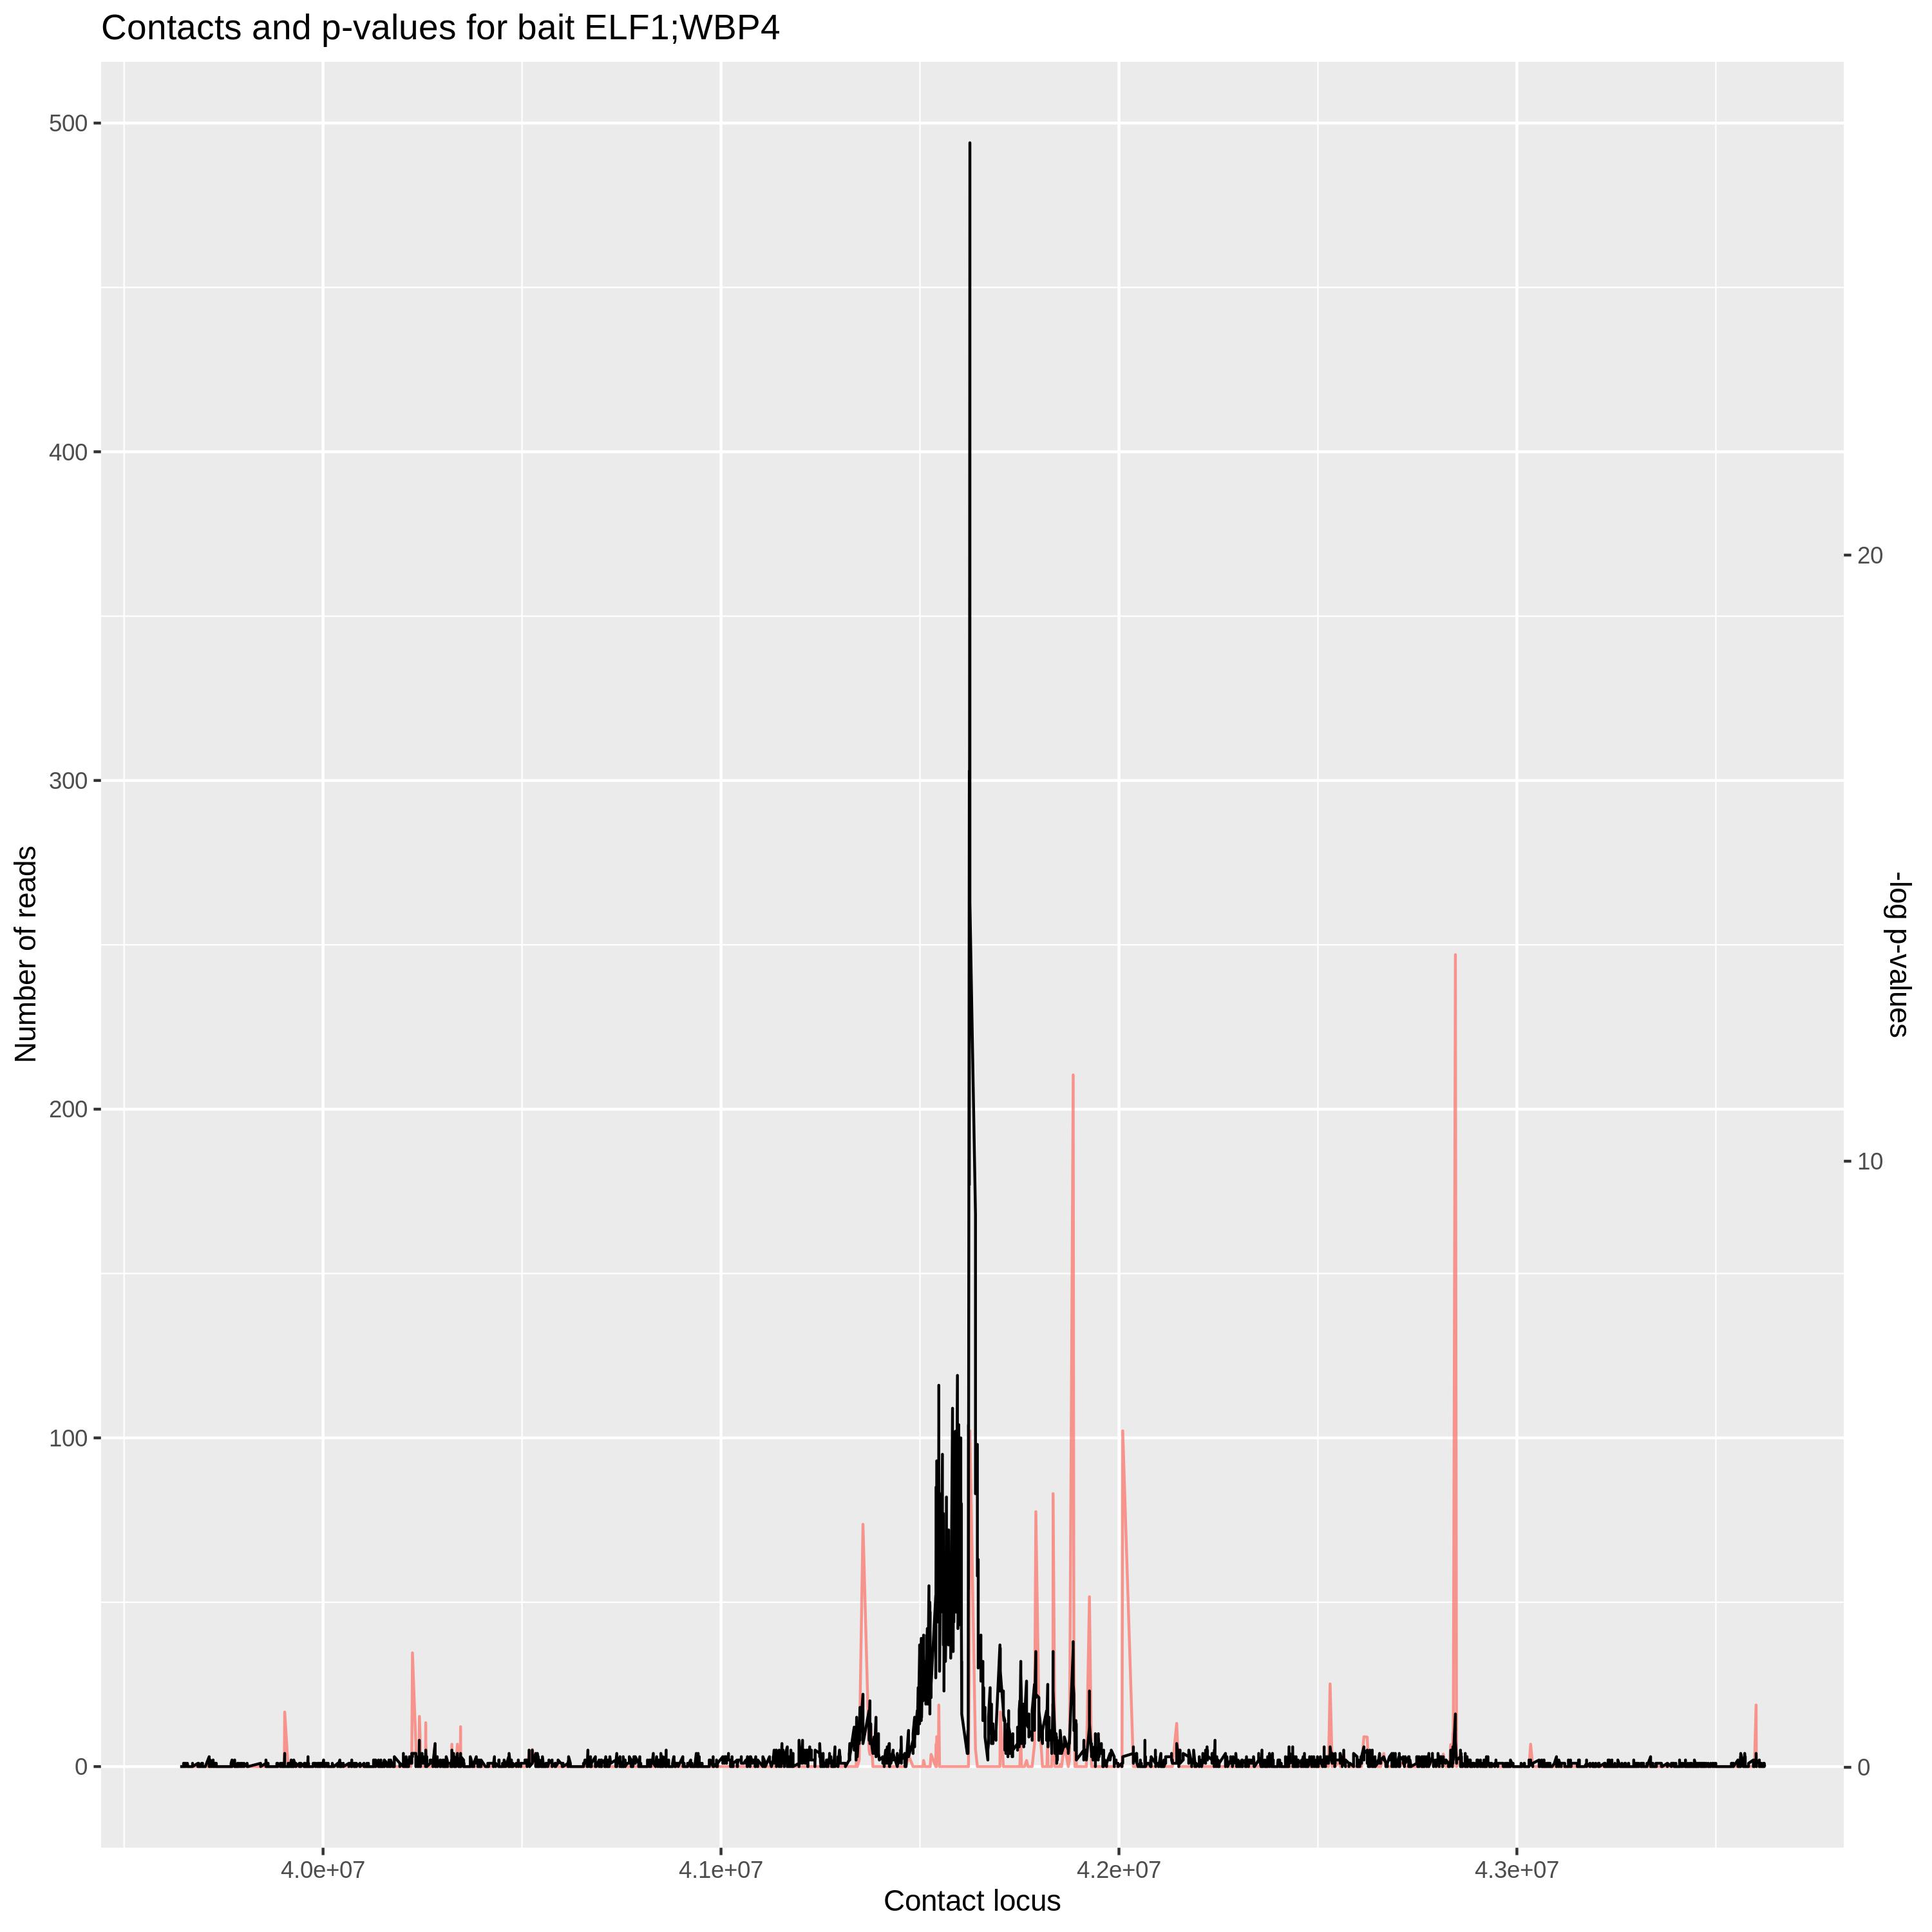 Contacts and p-values for bait ELF1;WBP4
500
400
300
200
100
0
Number of reads
20
10
0
-log p-values
4.0e+07
4.1e+07
4.2e+07
4.3e+07
Contact locus